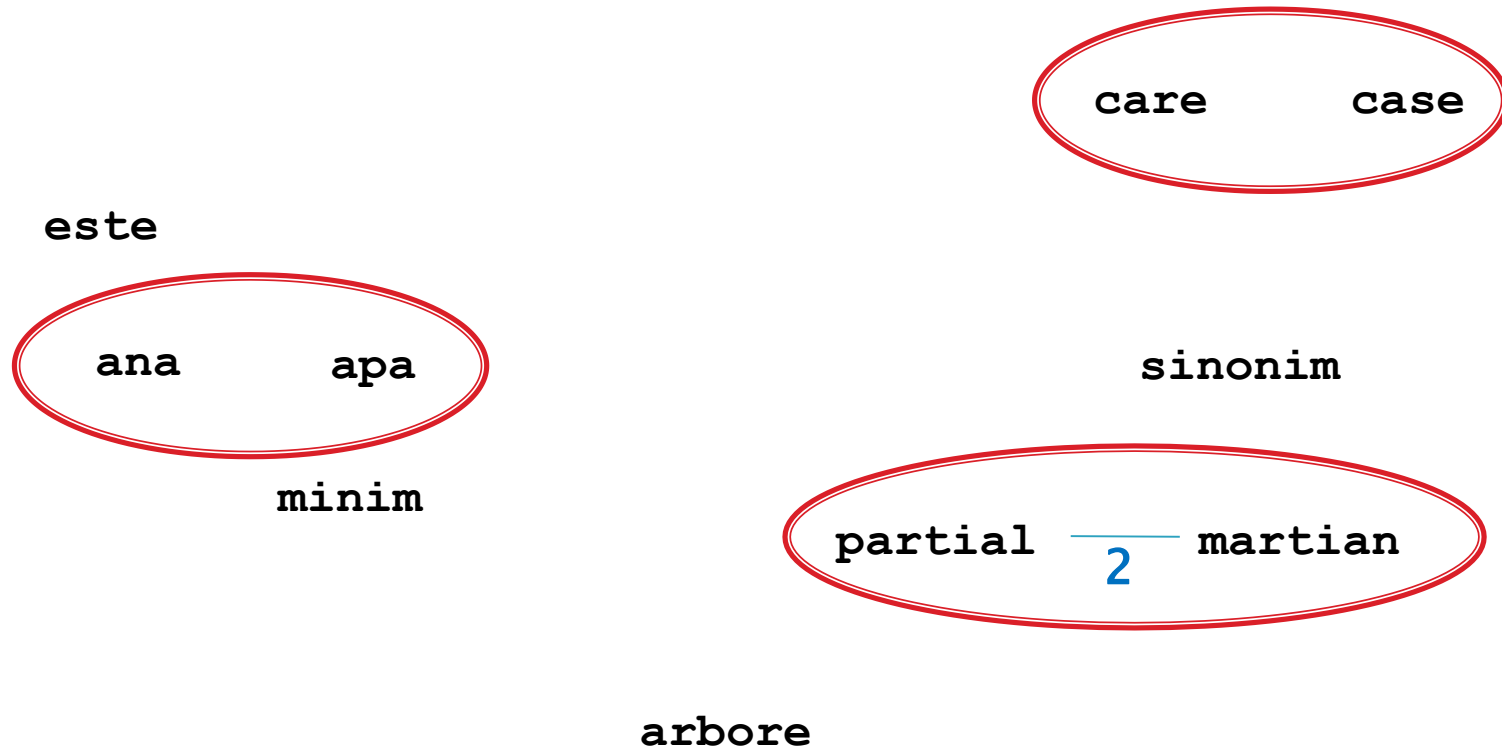 care case
este
ana apa
sinonim
minim
partial martian
2
arbore